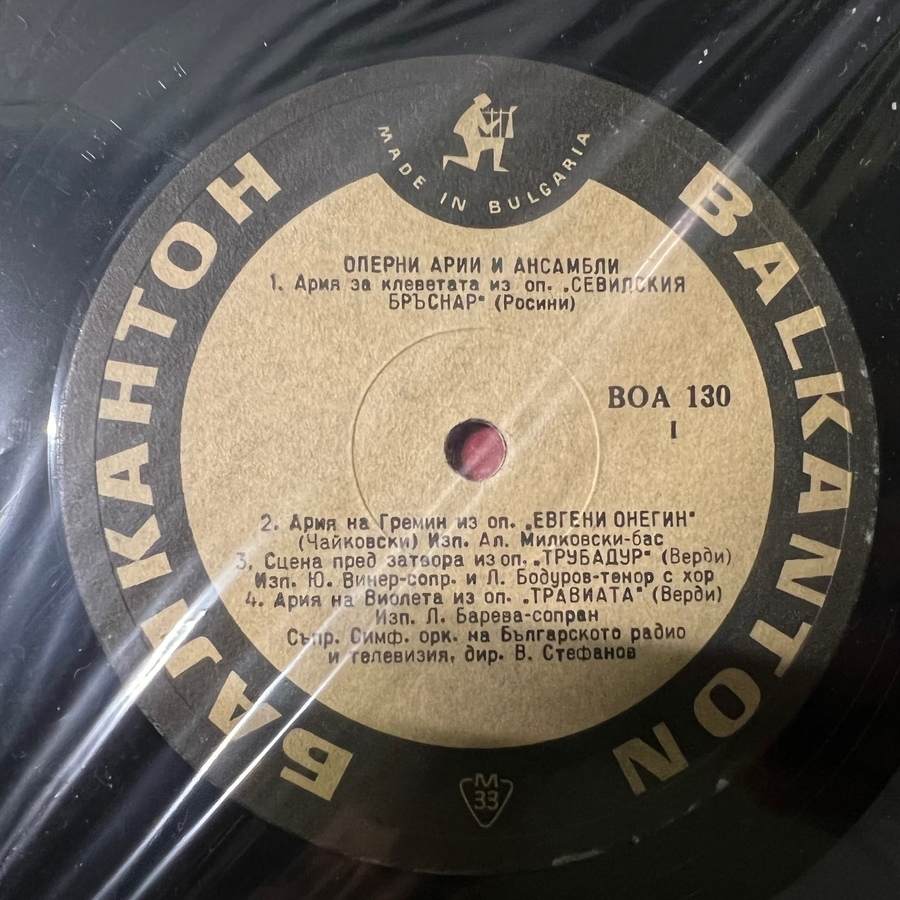 MADE IN BULGARIA
БАЛКАНТОН
BALKANTON
ОПЕРНИ АРИИ И АНСАМБЛИ
1. Ария за клеветата из оп. „СЕВИЛСКИЯ
БРЪСНАР" (Росини)
ВОА 130
I
2. Ария на Гремин из оп. „ЕВГЕНИ ОНЕГИН"
(Чайковски) Изп. Ал. Милковски-бас
3. Сцена пред затвора из оп. „ТРУБАДУР" (Верди)
Изп. Ю. Винер-сопр. и Л. Бодуров-тенор с хор
4. Ария на Виолета из оп. „ТРАВИАТА" (Верди)
Изп. Л. Барева-сопран
Съпр. Симф. орк. на Българското радио
и телевизия, дир. В. Стефанов
М
33